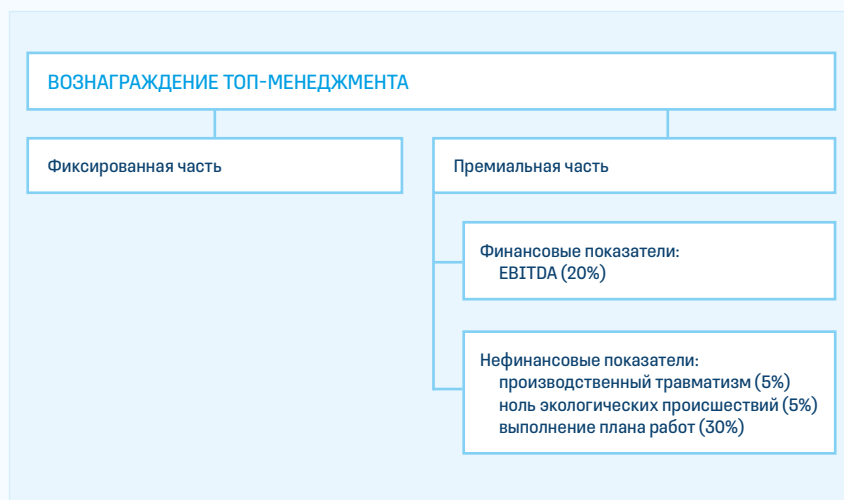 ВОЗНАГРАЖДЕНИЕ ТОП-МЕНЕДЖМЕНТА
Фиксированная часть
Премиальная часть
Финансовые показатели:
EBITDA (20%)
Нефинансовые показатели:
производственный травматизм (5%)
ноль экологических происшествий (5%)
выполнение плана работ (30%)